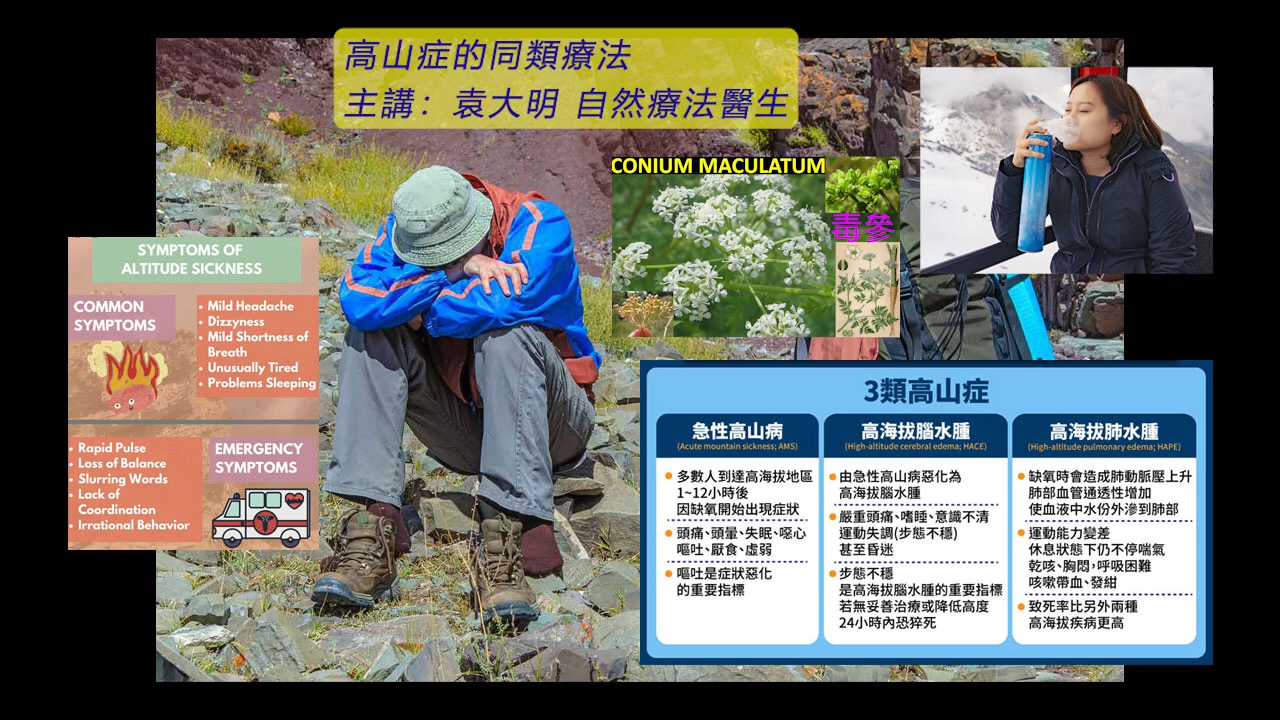 高山症的同類療法
主講：袁大明 自然療法醫生
CONIUM MACULATUM
毒參
SYMPTOMS OF
ALTITUDE SICKNESS
COMMON
SYMPTOMS
• Mild Headache
• Dizzyness
• Mild Shortness of
Breath
• Unusually Tired
• Problems Sleeping
• Rapid Pulse
• Loss of Balance
• Slurring Words
• Lack of
Coordination
• Irrational Behavior
EMERGENCY
SYMPTOMS
3類高山症
急性高山病
(Acute mountain sickness; AMS)
多數人到達高海拔地區
1~12小時後
因缺氧開始出現症狀
頭痛、頭暈、失眠、噁心
嘔吐、厭食、虛弱
嘔吐是症狀惡化
的重要指標
高海拔腦水腫
(High-altitude cerebral edema; HACE)
由急性高山病惡化為
高海拔腦水腫
嚴重頭痛、嗜睡、意識不清
運動失調(步態不穩)
甚至昏迷
步態不穩
是高海拔腦水腫的重要指標
若無妥善治療或降低高度
24小時內恐猝死
高海拔肺水腫
(High-altitude pulmonary edema; HAPE)
缺氧時會造成肺動脈壓上升
肺部血管通透性增加
使血液中水份外滲到肺部
運動能力變差
休息狀態下仍不停喘氣
乾咳、胸悶，呼吸困難
咳嗽帶血、發紺
致死率比另外兩種
高海拔疾病更高